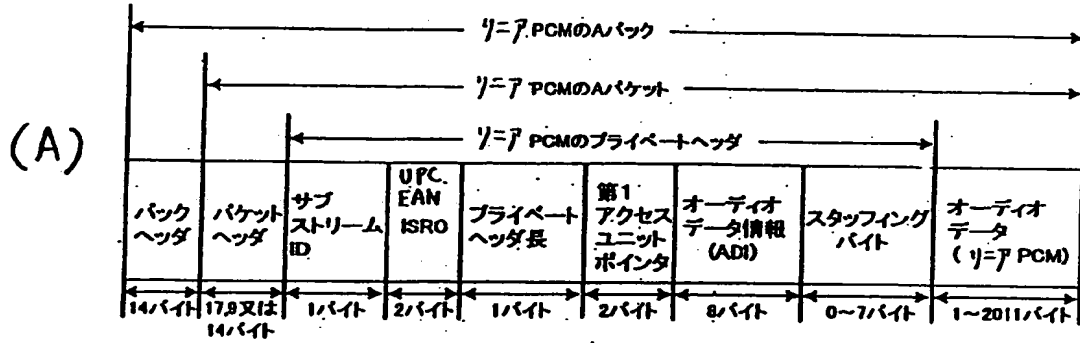 リニア PCMのAパック
リニア PCMのAパケット
リニア PCMのプライベートヘッダ
(A)
パック
ヘッダ
パケット
ヘッダ
サブ
ストリーム
ID
UPC.
EAN
ISRO
プライベート
ヘッダ長
第1
アクセス
ユニット
ポインタ
オーディオ
データ情報
(ADI)
スタッフィング
バイト
オーディオ
データ
(リニア PCM)
14バイト
17,9又は
14バイト
1バイト
2バイト
1バイト
2バイト
8バイト
0~7バイト
1~2011バイト